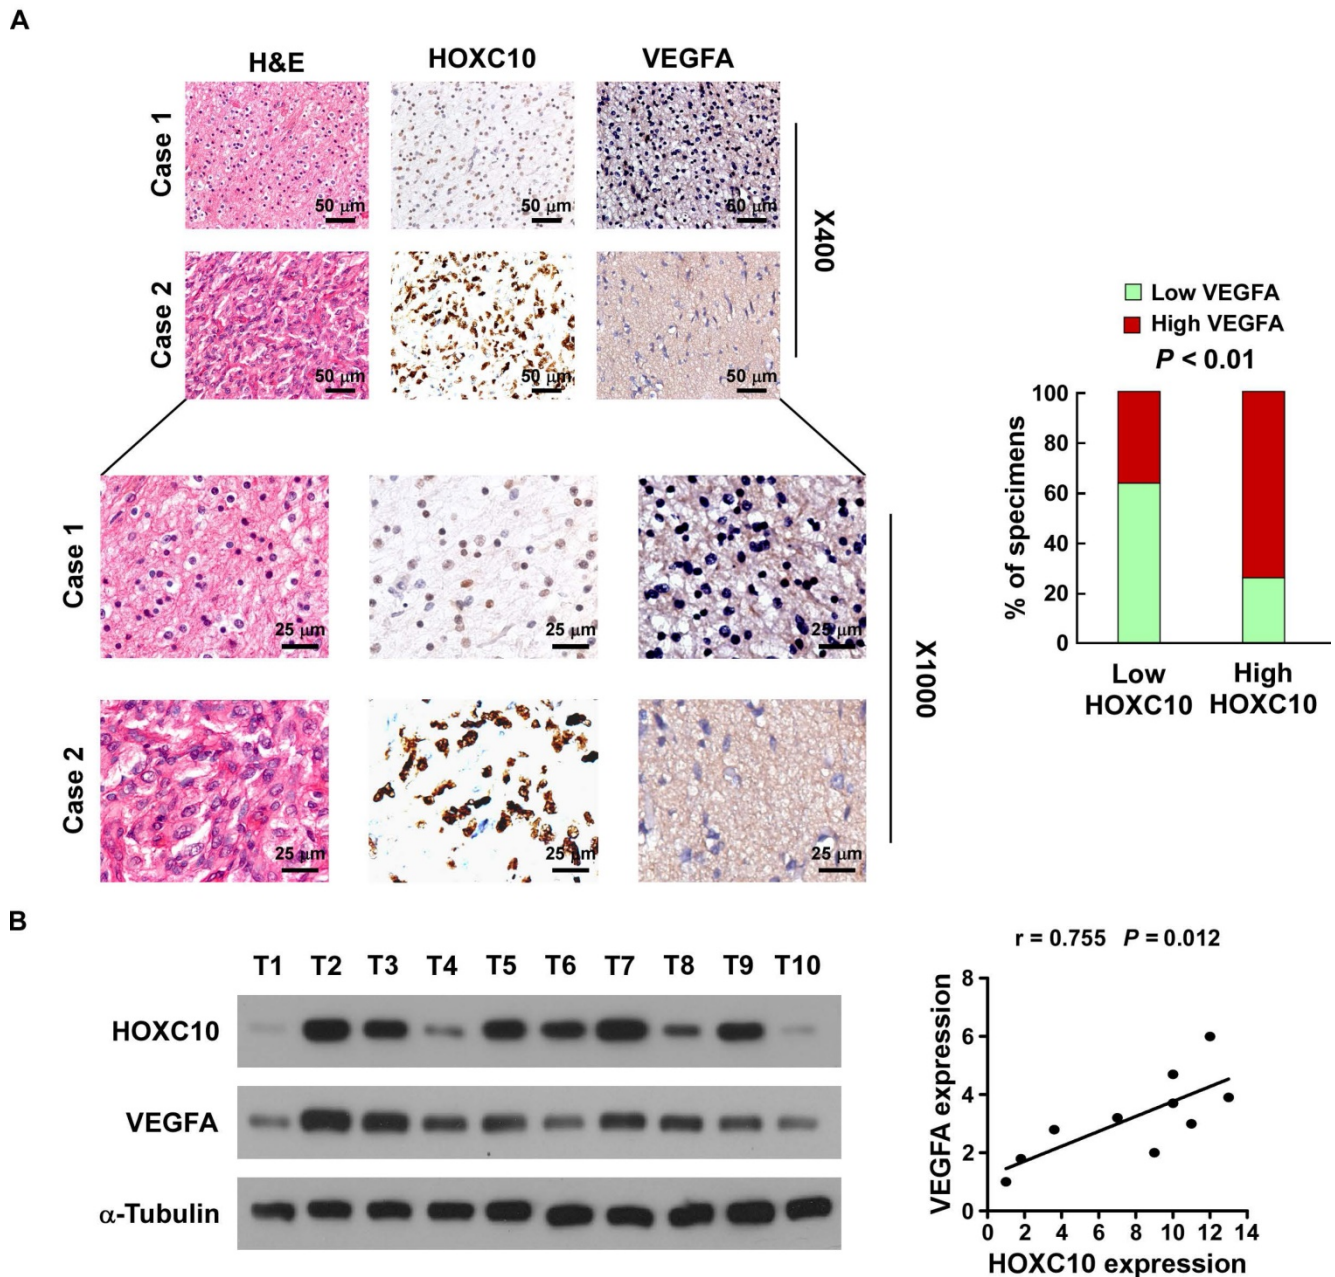 A
H&E HOXC10 VEGFA
Case 1
50 μm 50 μm 50 μm
Case 2
50 μm 50 μm 50 μm
X400
Case 1
25 μm 25 μm 25 μm
Case 2
25 μm 25 μm 25 μm
X1000
Low VEGFA
High VEGFA
P < 0.01
% of specimens
100
80
60
40
20
0
Low HOXC10
High HOXC10
B
T1 T2 T3 T4 T5 T6 T7 T8 T9 T10
HOXC10
VEGFA
α-Tubulin
r = 0.755 P = 0.012
VEGFA expression
8
6
4
2
0
0 2 4 6 8 10 12 14
HOXC10 expression